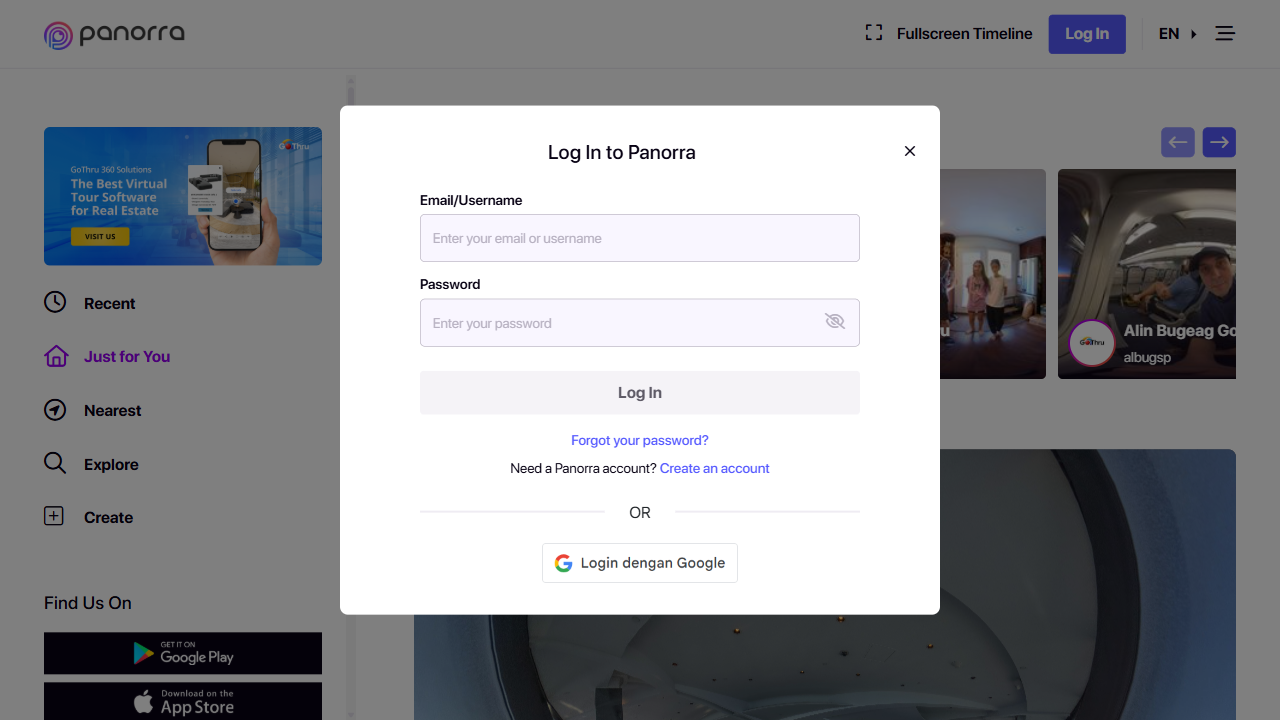 panorra
Fullscreen Timeline
Log In
EN
GoThru
GoThru 360 Solutions
The Best Virtual
Tour Software
for Real Estate
VISIT US
Recent
Just for You
Nearest
Explore
Create
Find Us On
GET IT ON
Google Play
Download on the
App Store
Log In to Panorra
Email/Username
Enter your email or username
Password
Enter your password
Log In
Forgot your password?
Need a Panorra account? Create an account
OR
Login dengan Google
GoThru
Alin Bugeag Go
albugsp